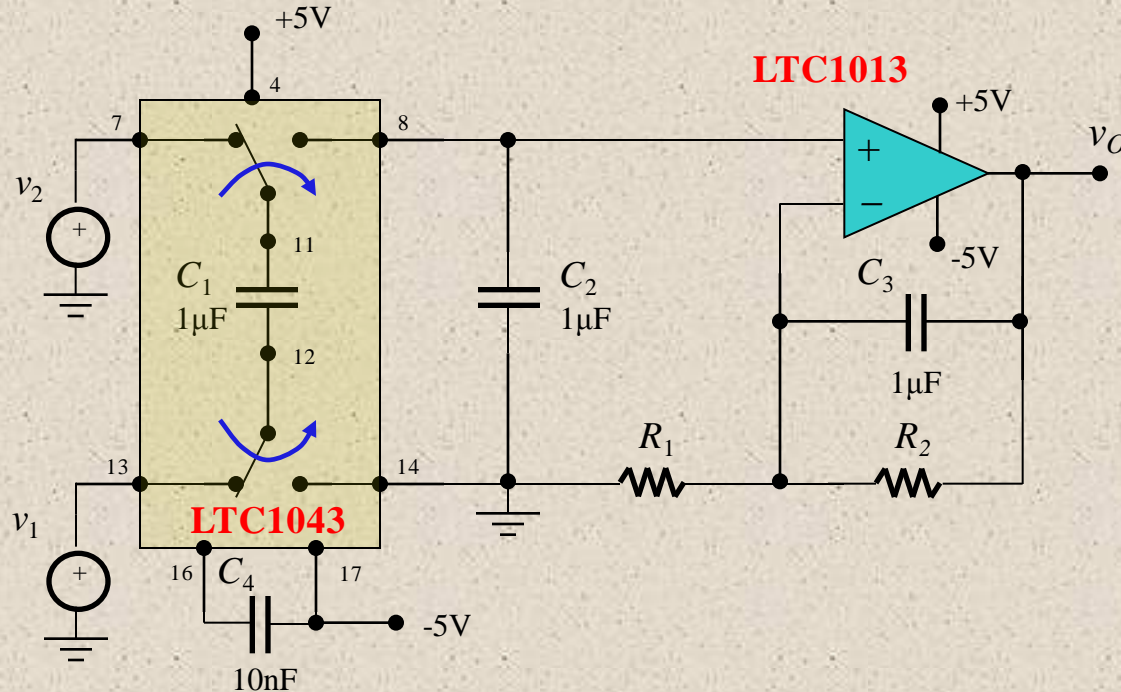 +5V
4
LTC1013
7
8
+5V
+
−
vO
v2
+
11
C1
1μF
-5V
C2
1μF
C3
12
1μF
R1
R2
13
14
v1
LTC1043
+
16
C4
17
-5V
10nF